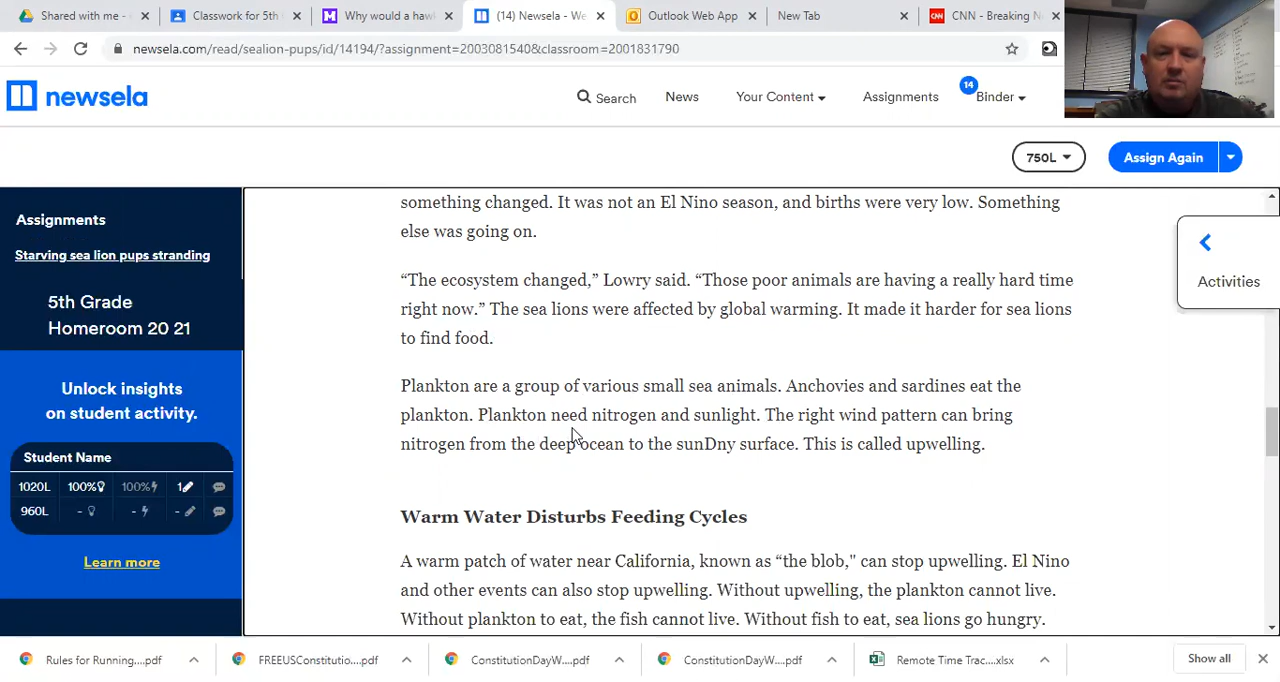 Shared with me -
Classwork for 5th
Why would a hawk
(14) Newsela - We
Outlook Web App
New Tab
CNN - Breaking N
newsela.com/read/sealion-pups/id/14194/?assignment=2003081540&classroom=2001831790
newsela
Search
News
Your Content
Assignments
14
Binder
750L
Assign Again
Assignments
Starving sea lion pups stranding
5th Grade
Homeroom 20 21
Unlock insights
on student activity.
Student Name
1020L 100% 100% 1
960L - - -
Learn more
something changed. It was not an El Nino season, and births were very low. Something
else was going on.
“The ecosystem changed,” Lowry said. “Those poor animals are having a really hard time
right now.” The sea lions were affected by global warming. It made it harder for sea lions
to find food.
Plankton are a group of various small sea animals. Anchovies and sardines eat the
plankton. Plankton need nitrogen and sunlight. The right wind pattern can bring
nitrogen from the deep ocean to the sunDny surface. This is called upwelling.
Warm Water Disturbs Feeding Cycles
A warm patch of water near California, known as “the blob," can stop upwelling. El Nino
and other events can also stop upwelling. Without upwelling, the plankton cannot live.
Without plankton to eat, the fish cannot live. Without fish to eat, sea lions go hungry.
Activities
Rules for Running....pdf
FREEUSConstitutio....pdf
ConstitutionDayW....pdf
ConstitutionDayW....pdf
Remote Time Trac....xlsx
Show all